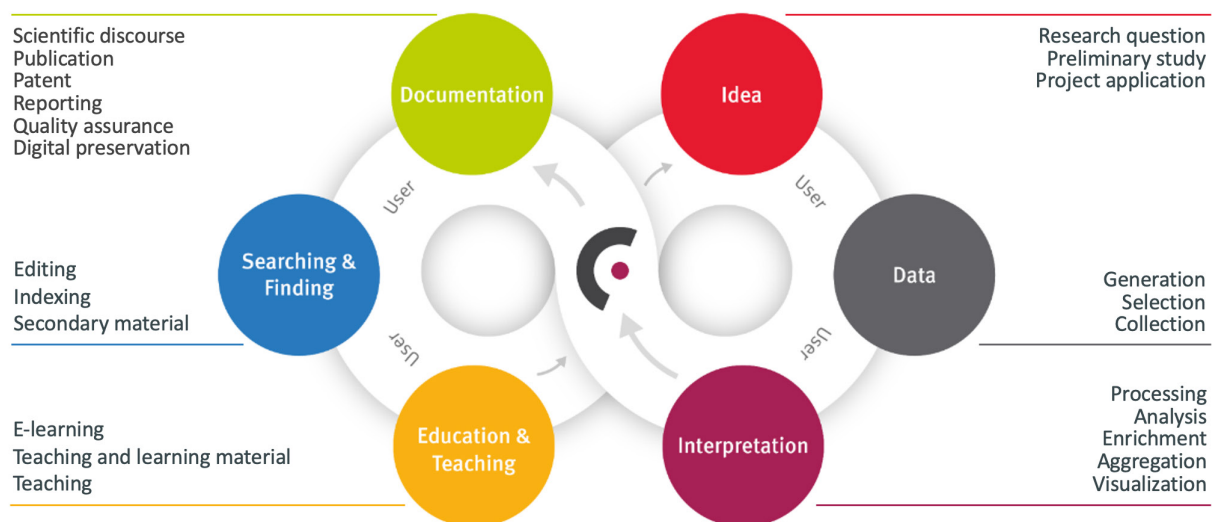 Scientific discourse
Publication
Patent
Reporting
Quality assurance
Digital preservation
Documentation
Idea
Research question
Preliminary study
Project application
User
User
Editing
Indexing
Secondary material
Searching &
Finding
Data
Generation
Selection
Collection
User
User
E-learning
Teaching and learning material
Teaching
Education &
Teaching
Interpretation
Processing
Analysis
Enrichment
Aggregation
Visualization